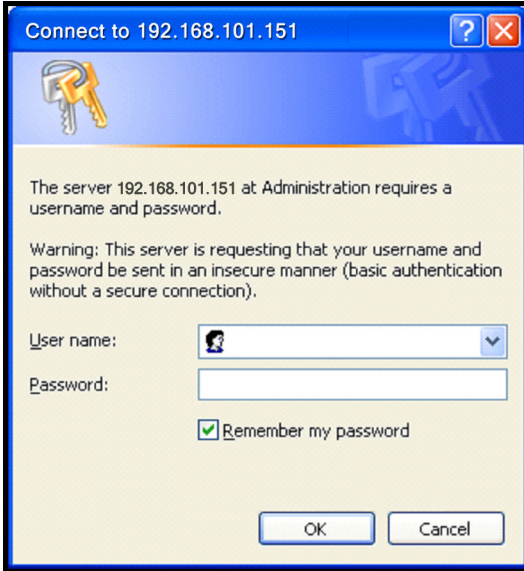 Connect to 192.168.101.151
The server 192.168.101.151 at Administration requires a
username and password.
Warning: This server is requesting that your username and
password be sent in an insecure manner (basic authentication
without a secure connection).
User name:
Password:
Remember my password
OK Cancel